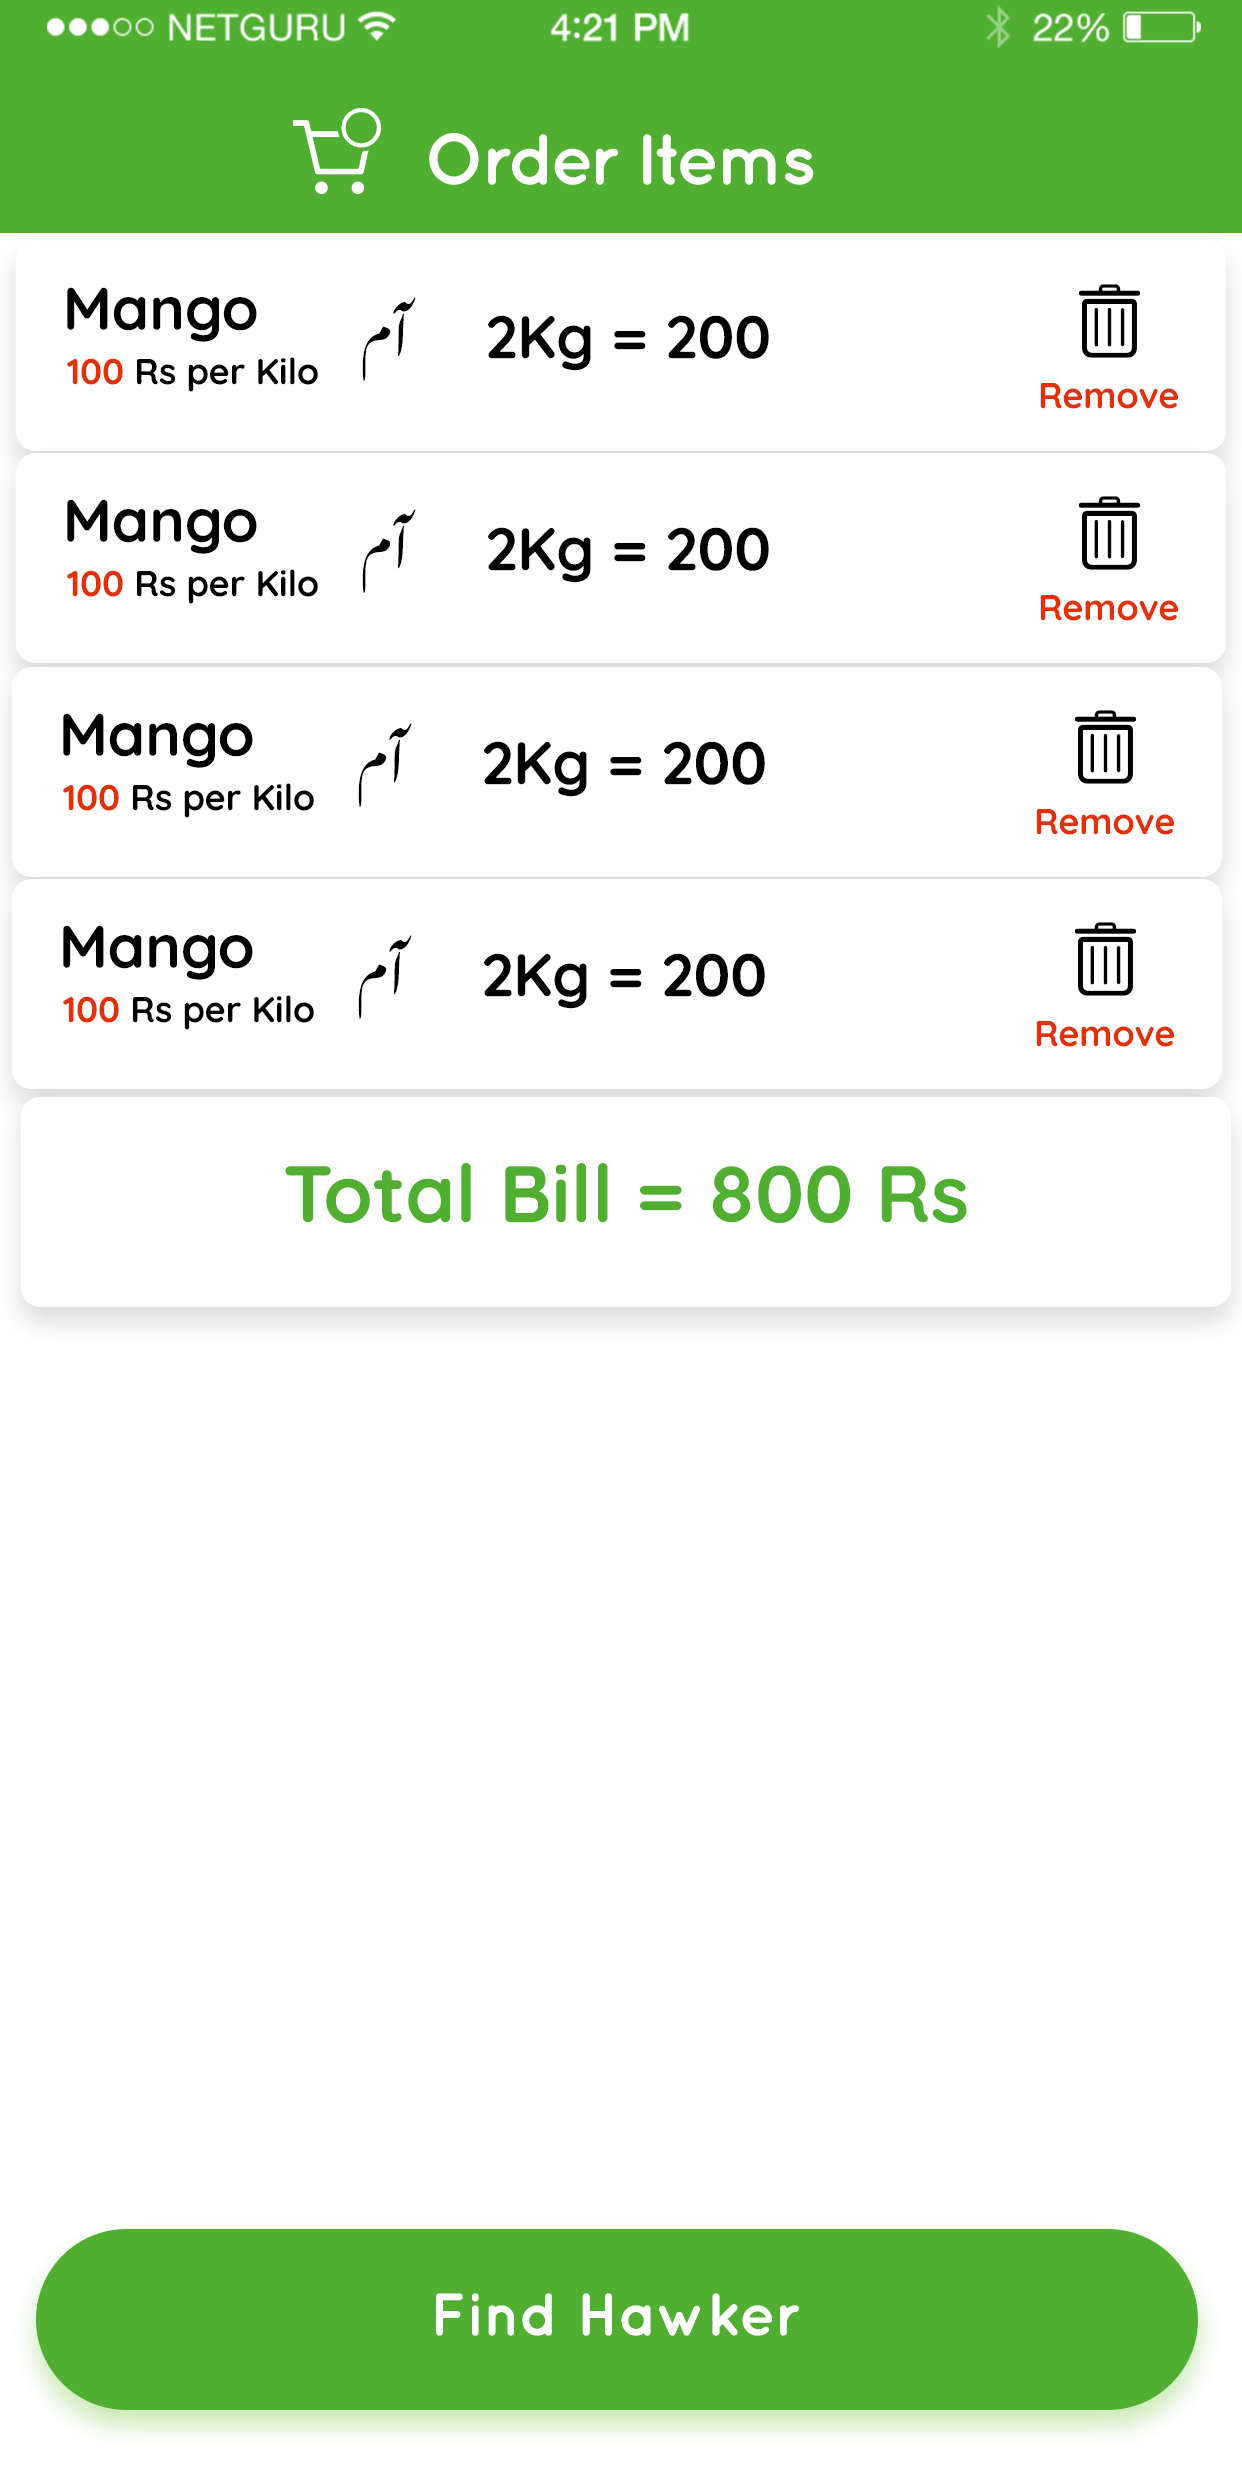 NETGURU 4:21 PM 22%
Order Items
Mango آم 2Kg = 200
100 Rs per Kilo
Remove
Mango آم 2Kg = 200
100 Rs per Kilo
Remove
Mango آم 2Kg = 200
100 Rs per Kilo
Remove
Mango آم 2Kg = 200
100 Rs per Kilo
Remove
Total Bill = 800 Rs
Find Hawker